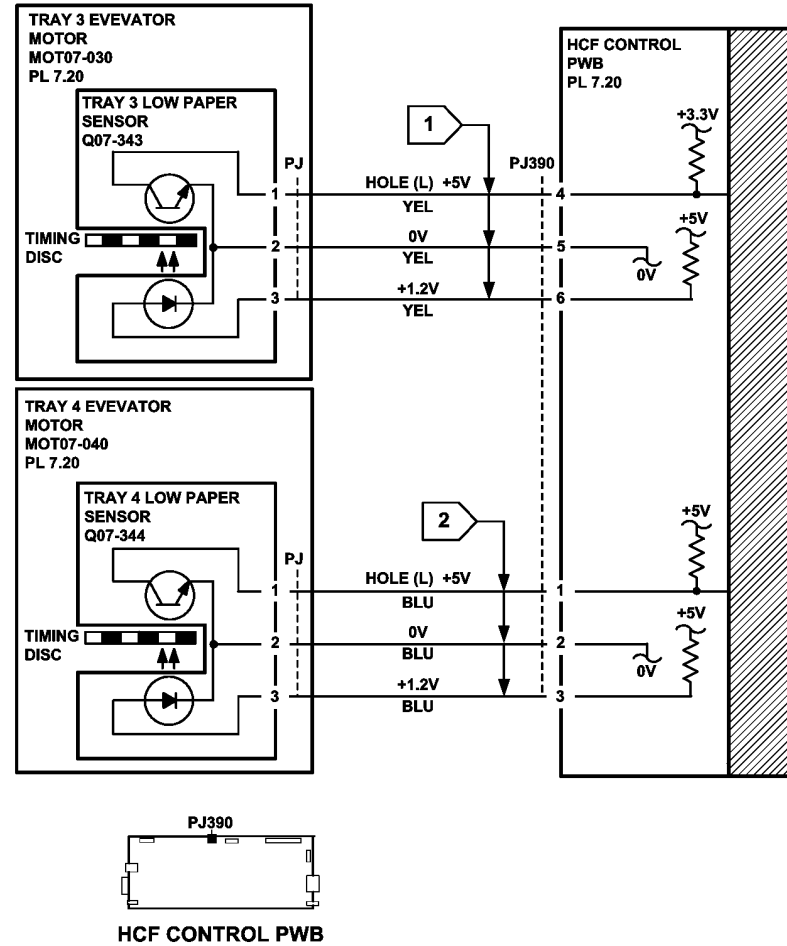 TRAY 3 EVEVATOR
MOTOR
MOT07-030
PL 7.20
TRAY 3 LOW PAPER
SENSOR
Q07-343
TIMING
DISC
1
2
3
PJ
1
HOLE (L) +5V
YEL
0V
YEL
+1.2V
YEL
PJ390
4
5
6
HCF CONTROL
PWB
PL 7.20
+3.3V
+5V
0V
TRAY 4 EVEVATOR
MOTOR
MOT07-040
PL 7.20
TRAY 4 LOW PAPER
SENSOR
Q07-344
TIMING
DISC
1
2
3
PJ
2
HOLE (L) +5V
BLU
0V
BLU
+1.2V
BLU
1
2
3
+5V
+5V
0V
PJ390
HCF CONTROL PWB